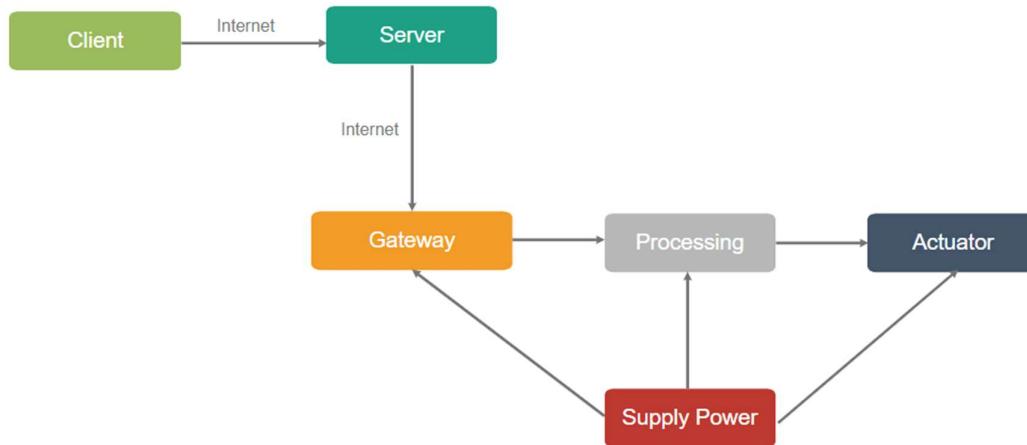 Client
Internet
Server
Internet
Gateway
Processing
Actuator
Supply Power